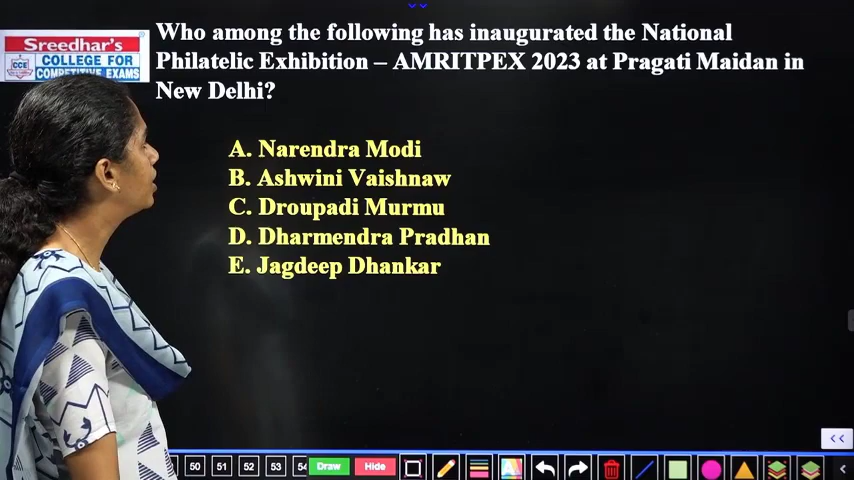 Who among the following has inaugurated the National
Philatelic Exhibition – AMRITPEX 2023 at Pragati Maidan in
New Delhi?
Sreedhar's
CCE
COLLEGE FOR
COMPETITIVE EXAMS
A. Narendra Modi
B. Ashwini Vaishnaw
C. Droupadi Murmu
D. Dharmendra Pradhan
E. Jagdeep Dhankar
50 51 52 53 54 Draw Hide